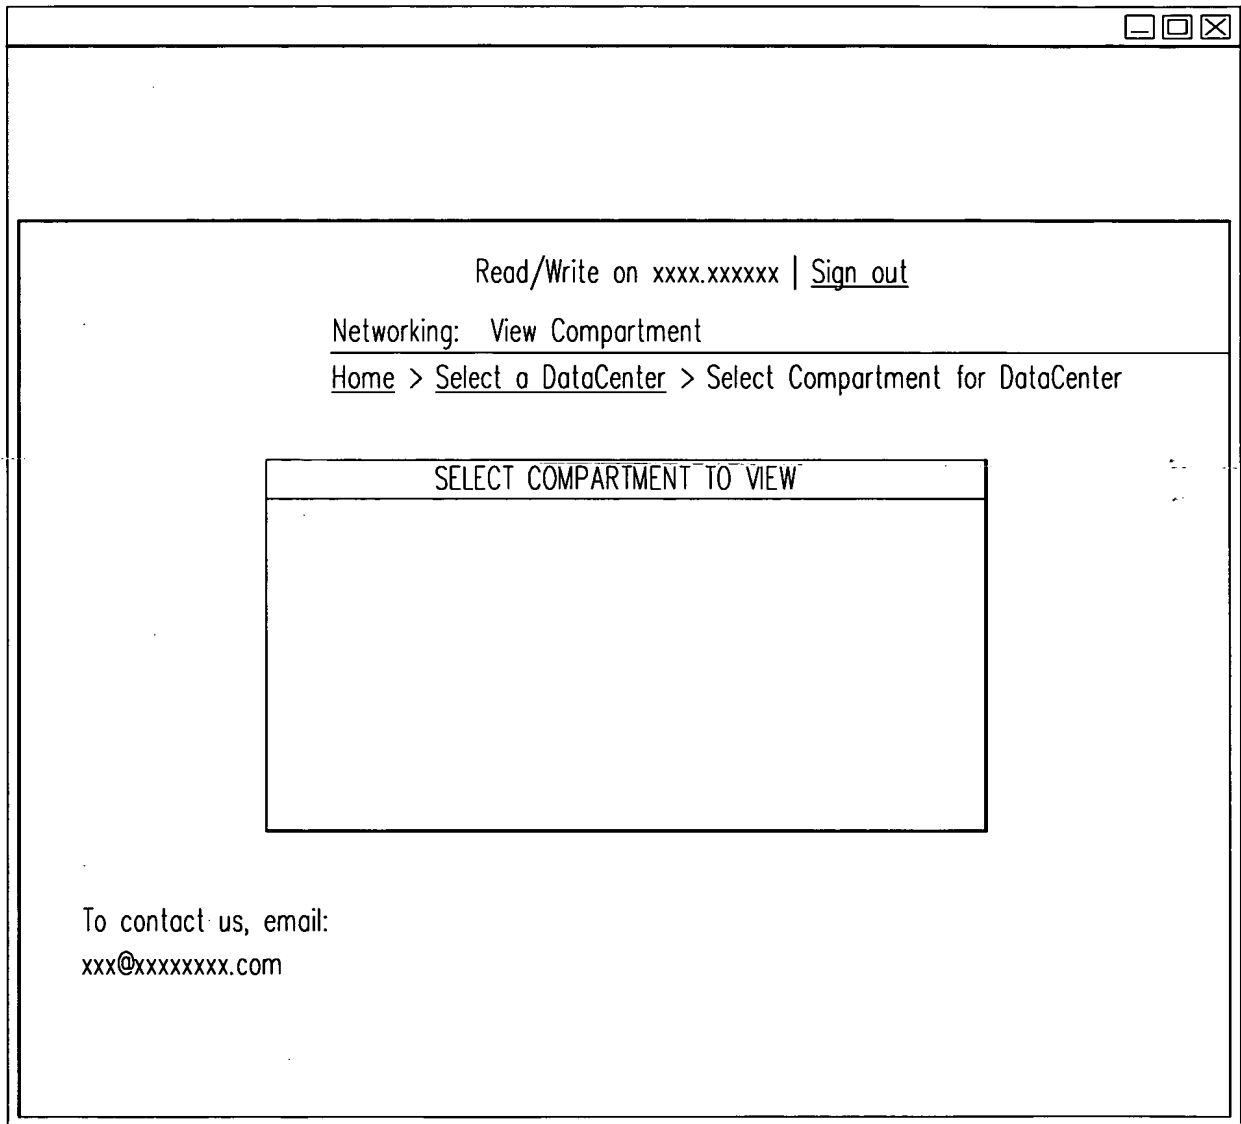 Read/Write on xxxx.xxxxxx | Sign out
Networking: View Compartment
Home > Select a DataCenter > Select Compartment for DataCenter
SELECT COMPARTMENT TO VIEW
To contact us, email:
xxx@xxxxxxxx.com